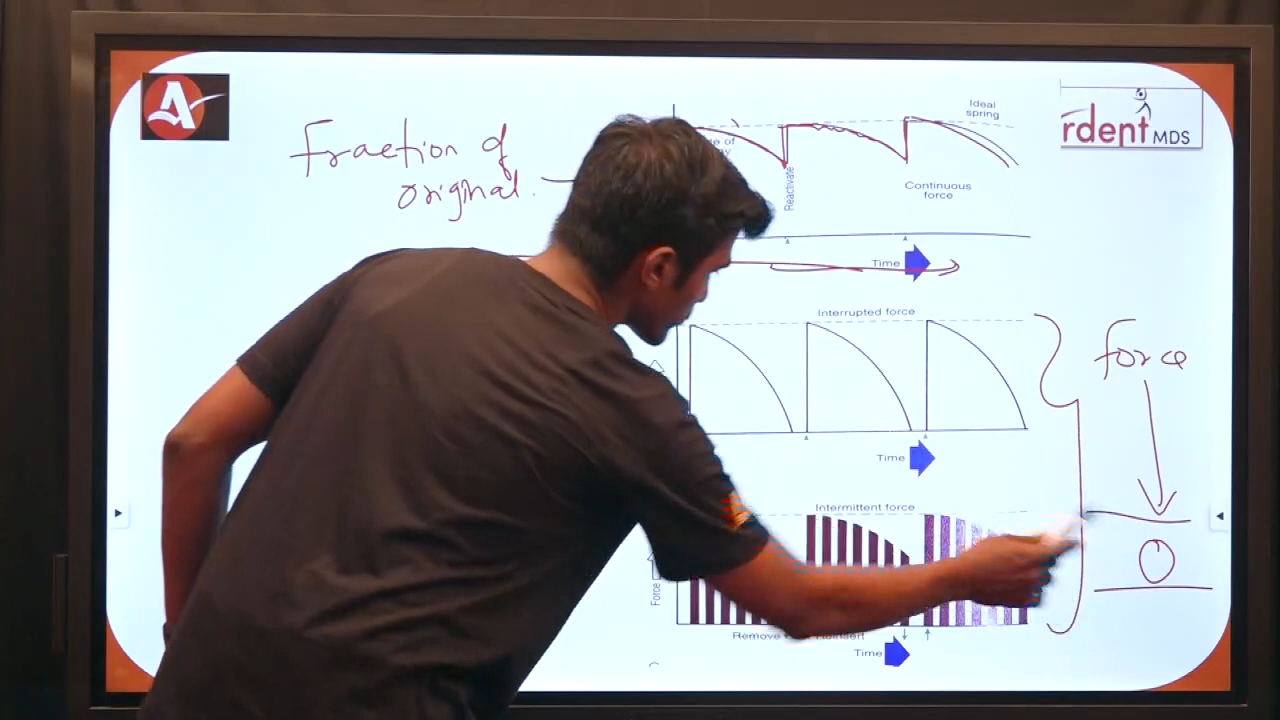 A
Fraction of
original.
Ideal
spring
rdent MDS
Reactivate
Continuous
force
Time
Interrupted force
force
Time
Intermittent force
Force
0
Remove
Reinsert
Time